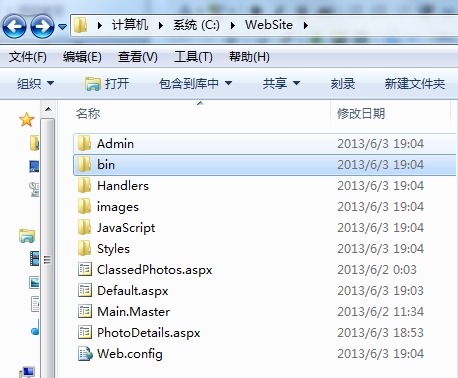 计算机 系统 (C:) WebSite
文件(F) 编辑(E) 查看(V) 工具(T) 帮助(H)
组织 打开 包含到库中 共享 刻录 新建文件夹
名称 修改日期
Admin 2013/6/3 19:04
bin 2013/6/3 19:04
Handlers 2013/6/3 19:04
images 2013/6/3 19:04
JavaScript 2013/6/3 19:04
Styles 2013/6/3 19:04
ClassedPhotos.aspx 2013/6/2 0:03
Default.aspx 2013/6/3 19:03
Main.Master 2013/6/2 11:34
PhotoDetails.aspx 2013/6/3 18:53
Web.config 2013/6/3 19:04